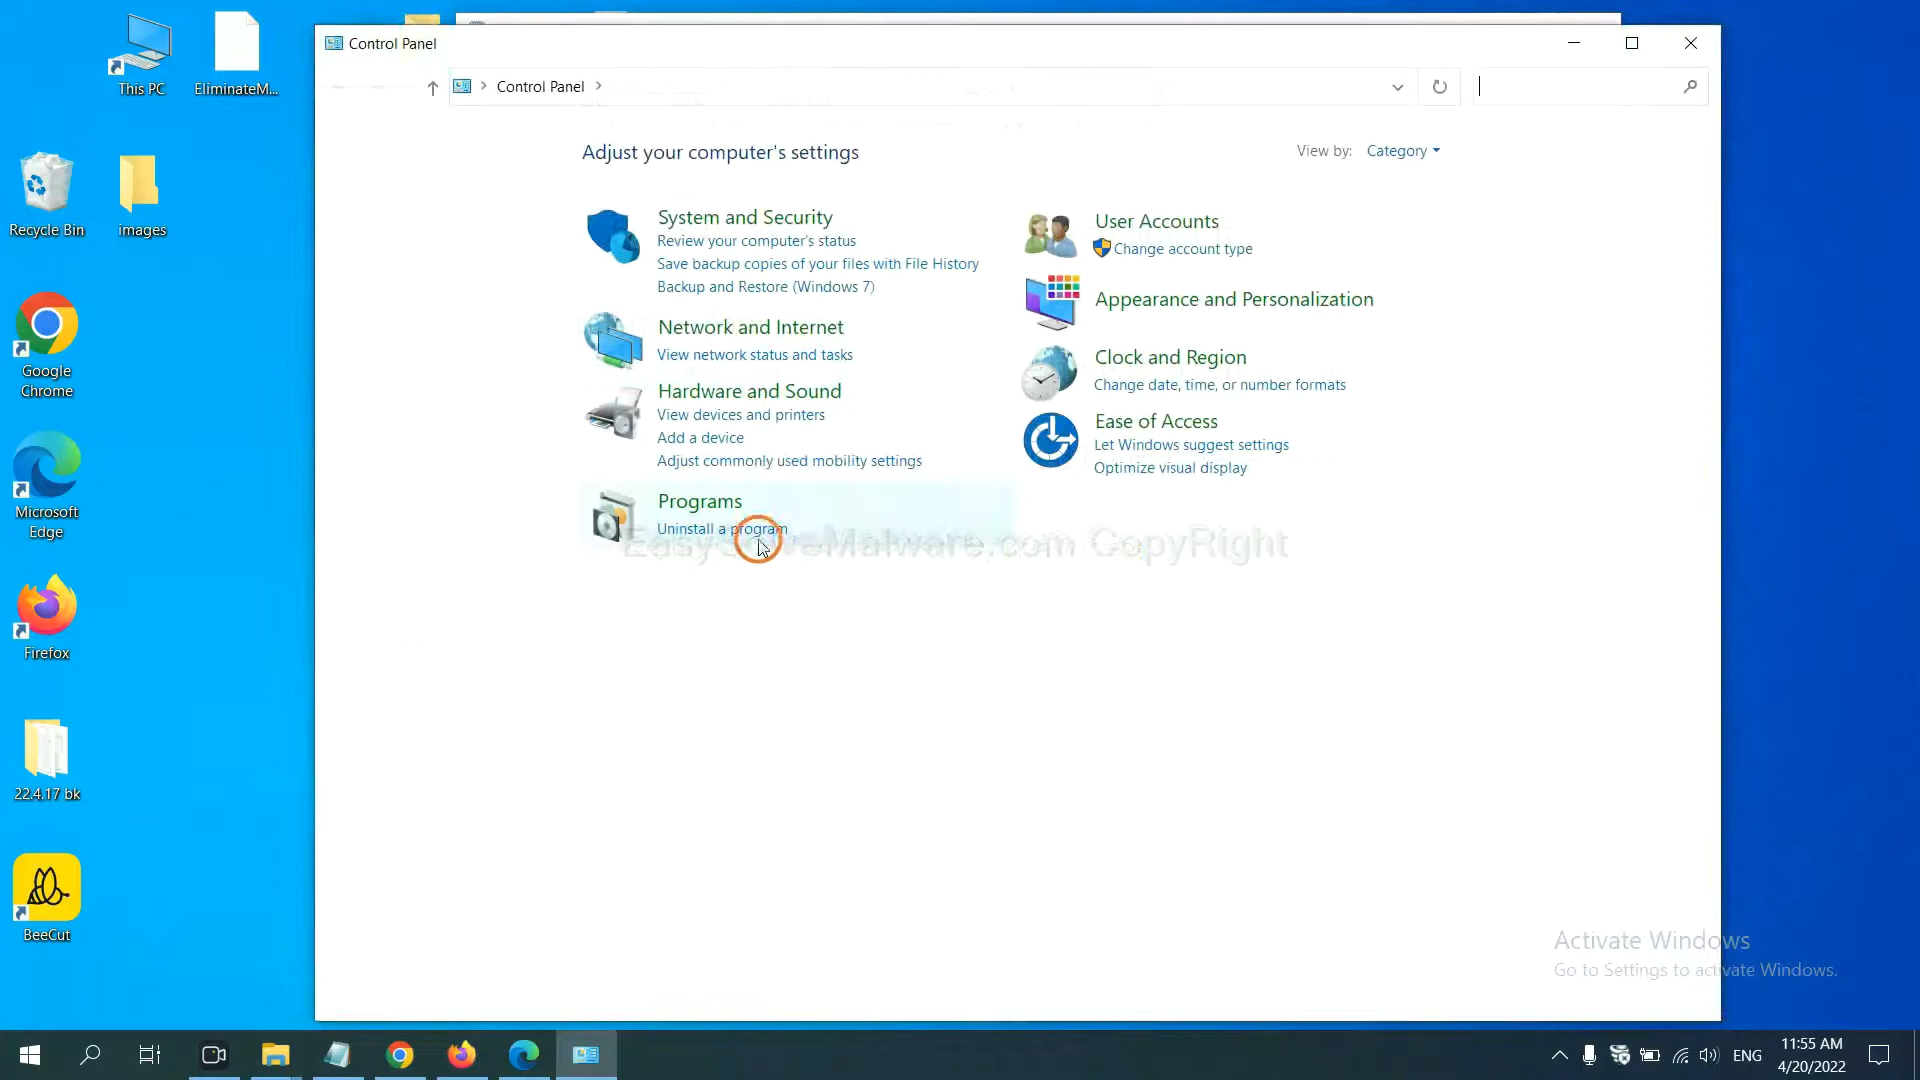 This PC
EliminateM...
Recycle Bin
images
Google
Chrome
Microsoft
Edge
Firefox
22.4.17 bk
BeeCut
Control Panel
Control Panel
Adjust your computer's settings
View by: Category
System and Security
Review your computer's status
Save backup copies of your files with File History
Backup and Restore (Windows 7)
Network and Internet
View network status and tasks
Hardware and Sound
View devices and printers
Add a device
Adjust commonly used mobility settings
Programs
Uninstall a program
User Accounts
Change account type
Appearance and Personalization
Clock and Region
Change date, time, or number formats
Ease of Access
Let Windows suggest settings
Optimize visual display
EasySolveMalware.com CopyRight
Activate Windows
Go to Settings to activate Windows.
ENG
11:55 AM
4/20/2022